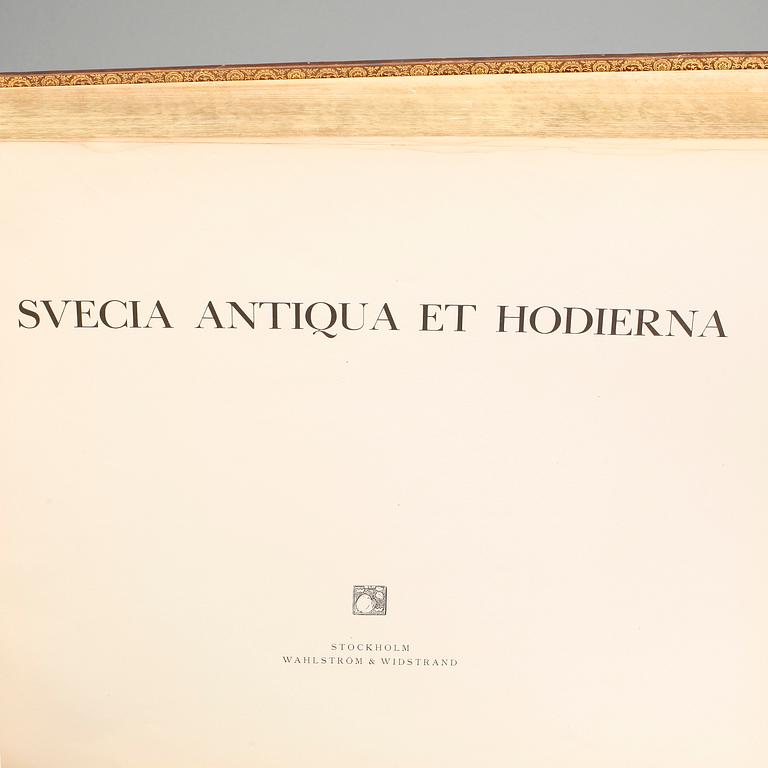 SVECIA ANTIQUA ET HODIERNA
STOCKHOLM
WAHLSTRÖM & WIDSTRAND